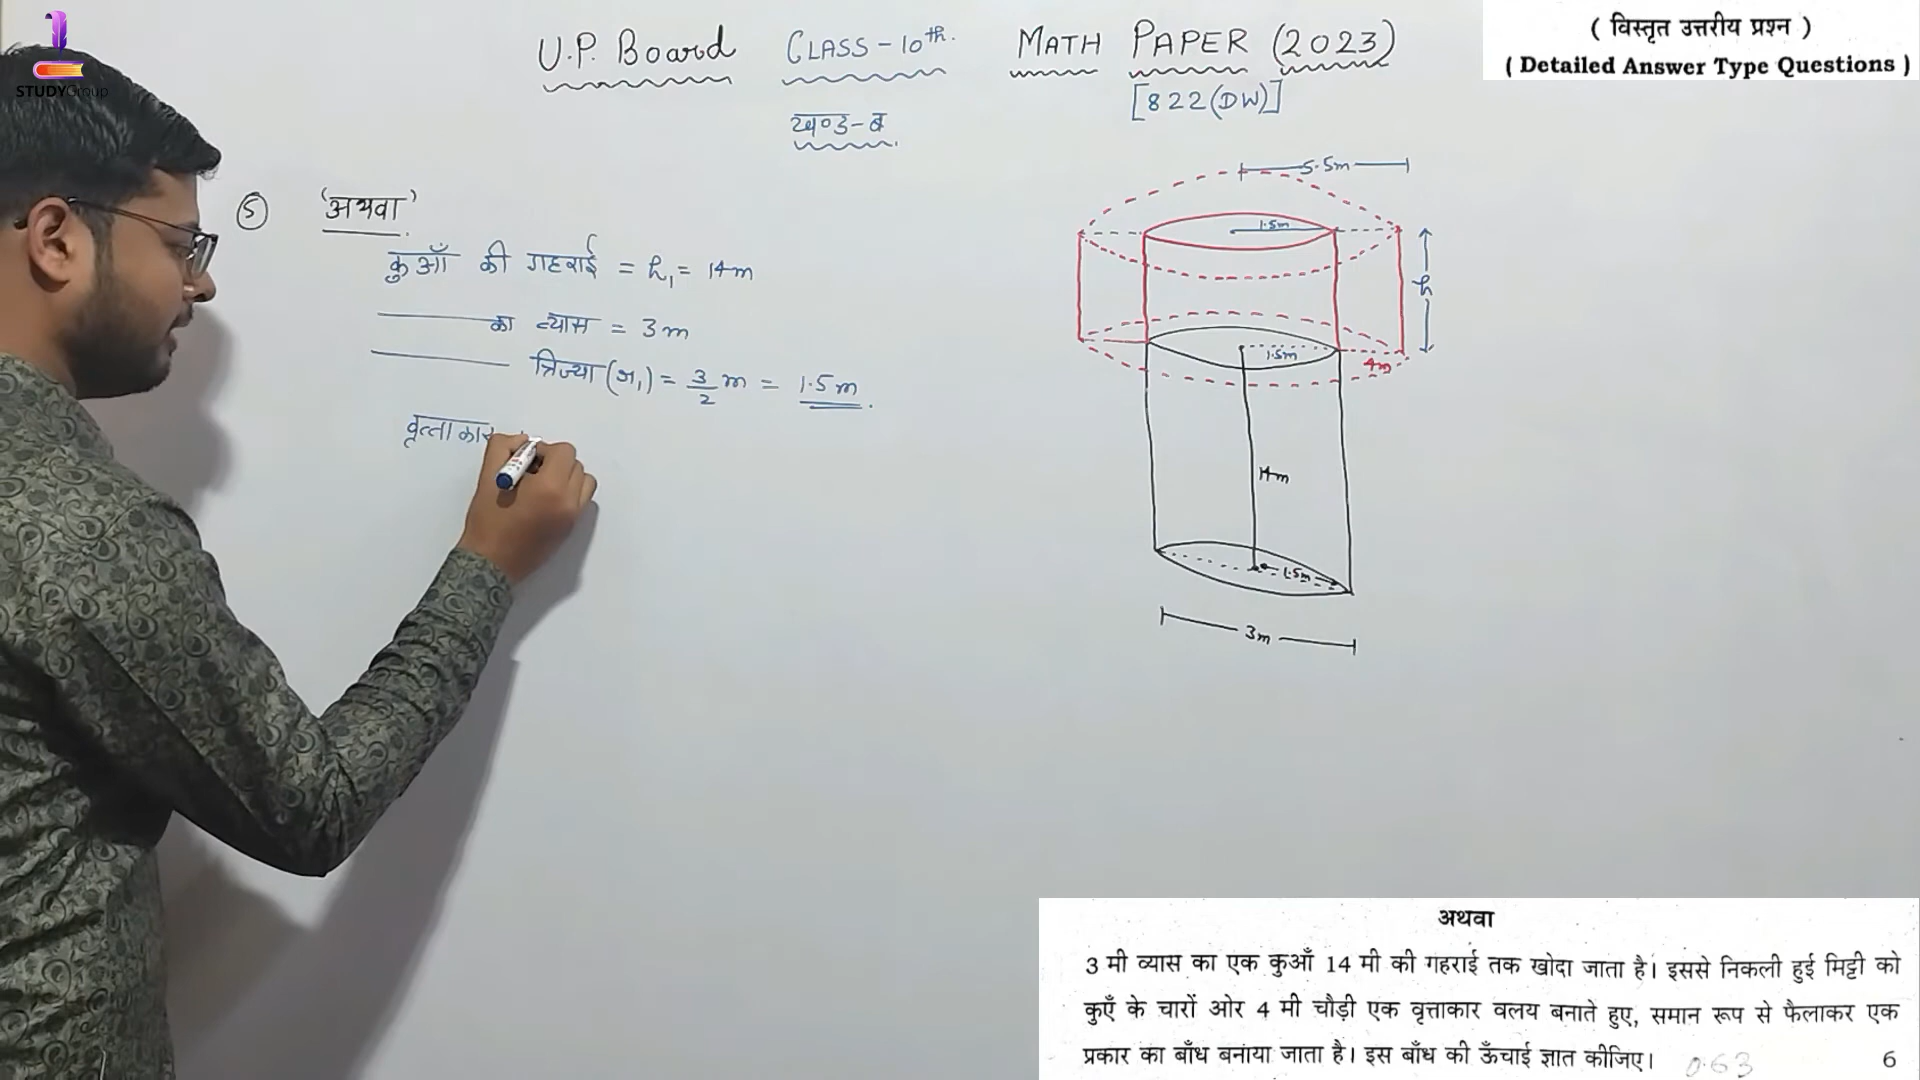 STUDYGroup
U.P. Board CLASS-10th. MATH PAPER (2023)
[822(DW)]
खण्ड-ब
( विस्तृत उत्तरीय प्रश्न )
( Detailed Answer Type Questions )
5 'अथवा'
कुआँ की गहराई = h₁ = 14m
का व्यास = 3m
त्रिज्या (r₁) = 3/2 m = 1.5m.
वृत्ताकार
5.5m
1.5m
h
1.5m
4m
14m
1.5m
3m
अथवा
3 मी व्यास का एक कुआँ 14 मी की गहराई तक खोदा जाता है। इससे निकली हुई मिट्टी को
कुएँ के चारों ओर 4 मी चौड़ी एक वृत्ताकार वलय बनाते हुए, समान रूप से फैलाकर एक
प्रकार का बाँध बनाया जाता है। इस बाँध की ऊँचाई ज्ञात कीजिए। 0.63 6